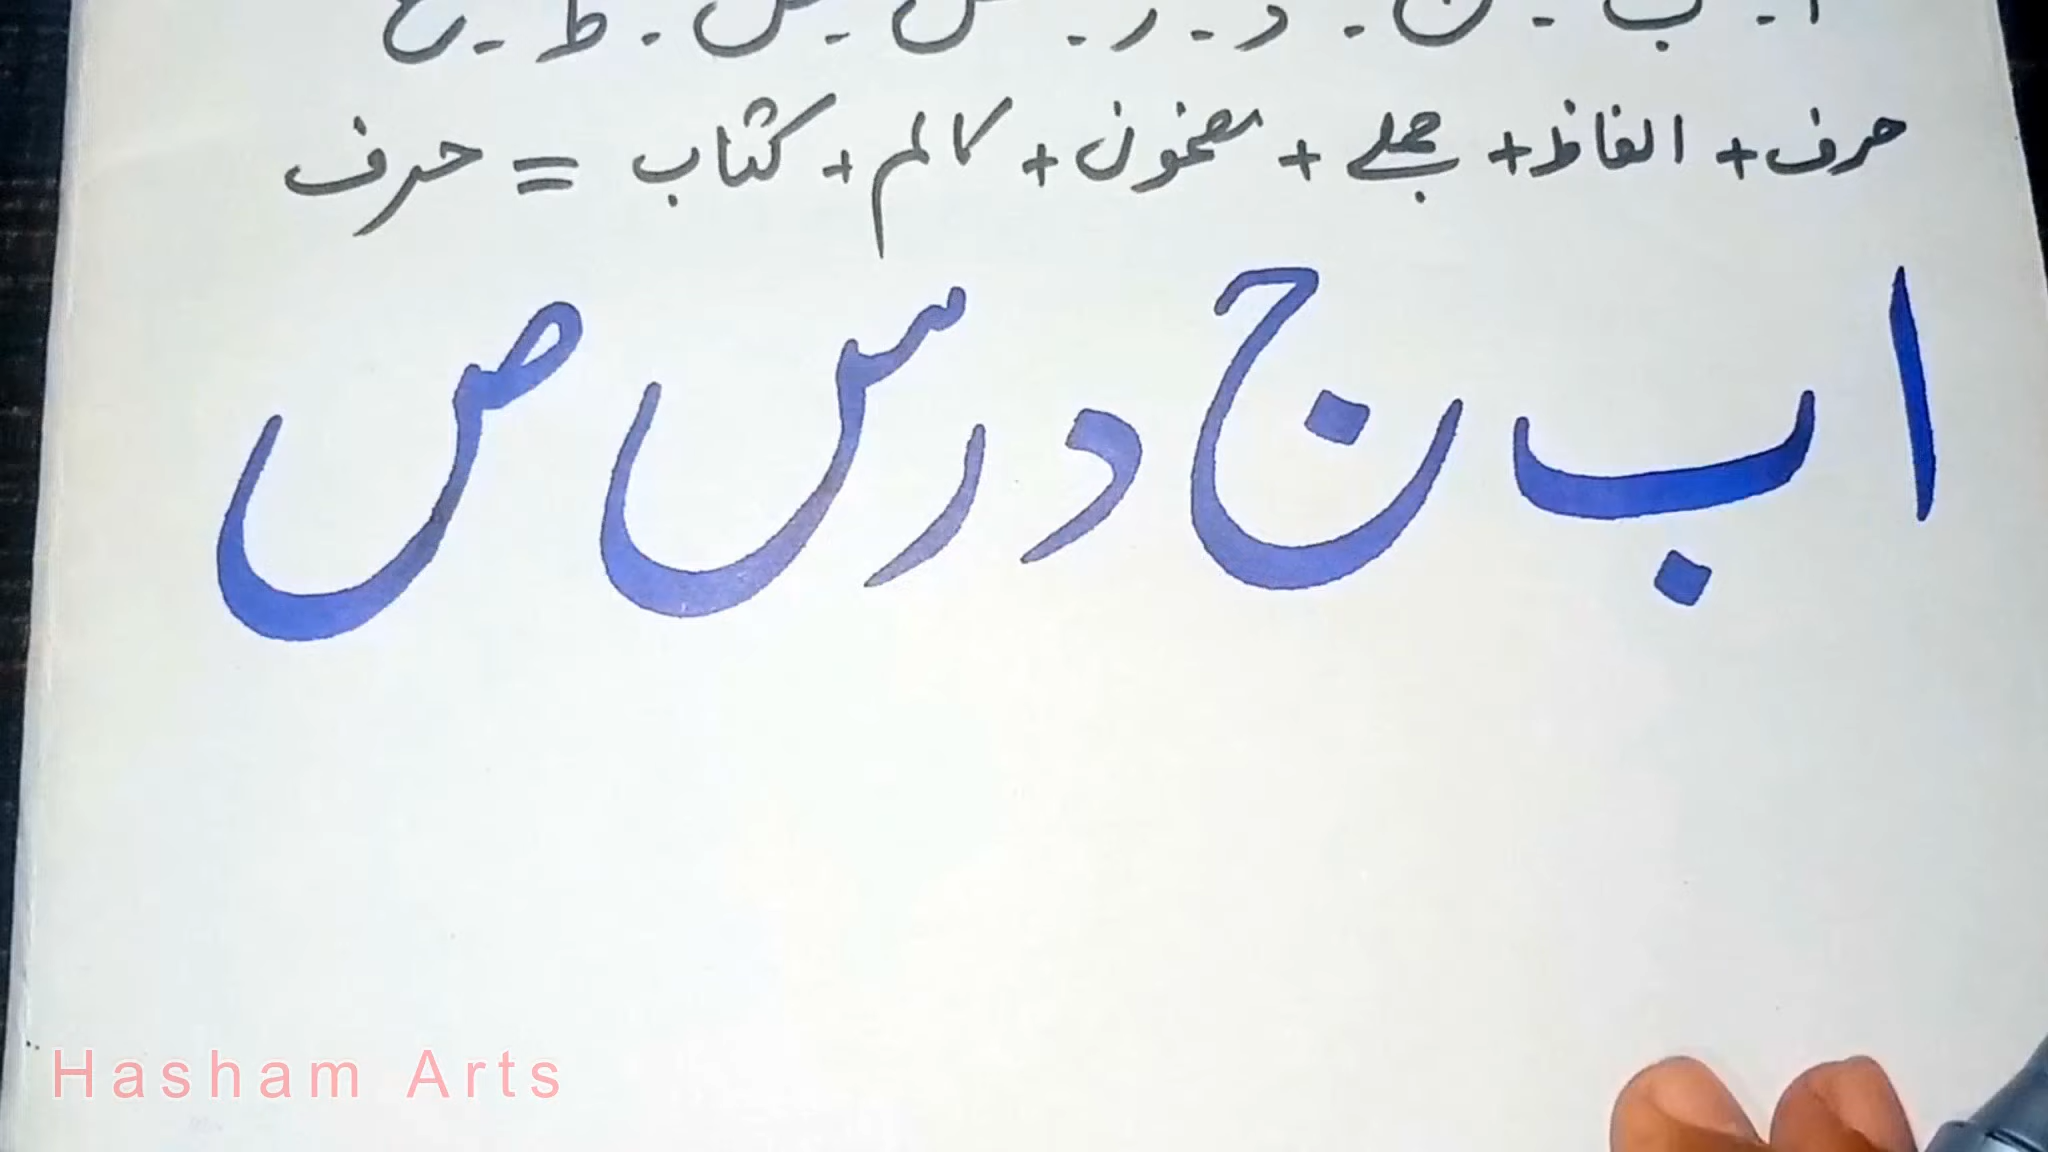 ا - ب - ج - د - ر - س - ص - ط - ع
حرف + الفاظ + جملے + مضمون + کالم + کتاب = حرف
ا ب ج د ر س ص
Hasham Arts